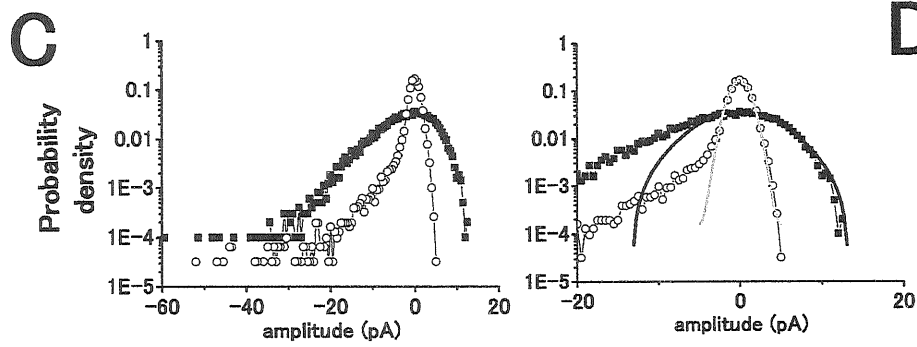 C
D
Probability
density
1
0.1
0.01
1E-3
1E-4
1E-5
-60
-40
-20
0
20
amplitude (pA)
1
0.1
0.01
1E-3
1E-4
1E-5
-20
-10
0
20
amplitude (pA)